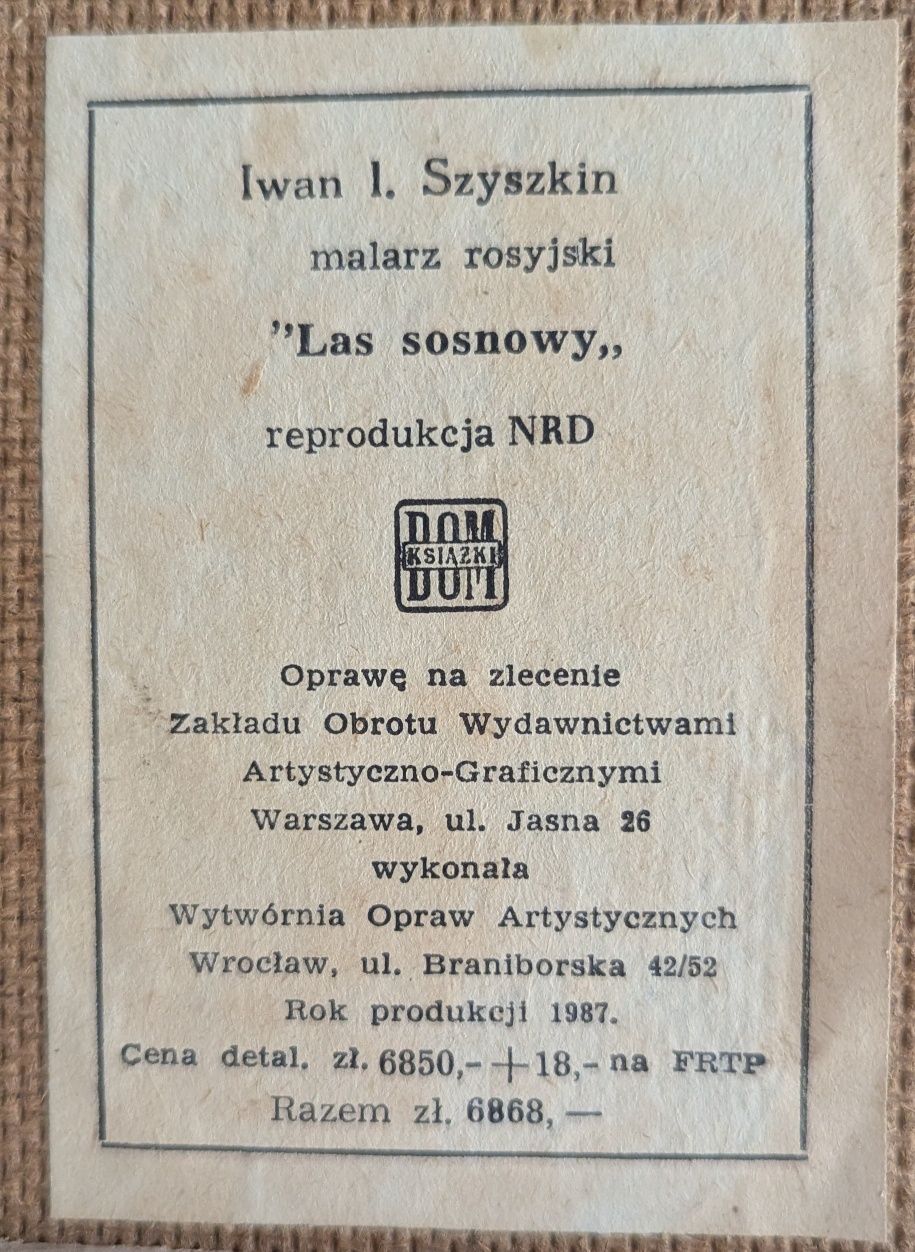 Iwan I. Szyszkin
malarz rosyjski
”Las sosnowy„
reprodukcja NRD
DOM
KSIĄŻKI
DOM
Oprawę na zlecenie
Zakładu Obrotu Wydawnictwami
Artystyczno-Graficznymi
Warszawa, ul. Jasna 26
wykonała
Wytwórnia Opraw Artystycznych
Wrocław, ul. Braniborska 42/52
Rok produkcji 1987.
Cena detal. zł. 6850,- + 18,- na FRTP
Razem zł. 6868,—